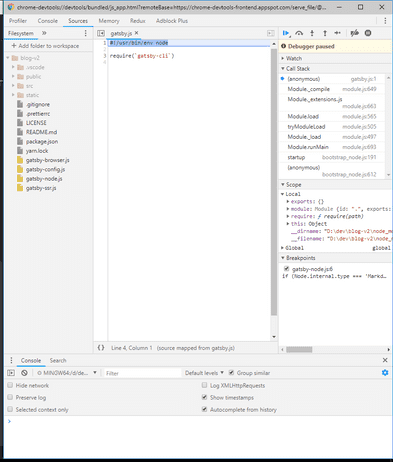 chrome-devtools://devtools/bundled/js_app.html?remoteBase=https://chrome-devtools-frontend.appspot.com/serve_file/@
Profiler Console Sources Memory Redux Adblock Plus
Filesystem
+ Add folder to workspace
blog-v2
.vscode
public
src
static
.gitignore
.prettierrc
LICENSE
README.md
package.json
yarn.lock
gatsby-browser.js
gatsby-config.js
gatsby-node.js
gatsby-ssr.js
gatsby.js ×
1 #!/usr/bin/env node
2
3 require('gatsby-cli')
4
{} Line 4, Column 1 (source mapped from gatsby.js)
Debugger paused
Watch
Call Stack
(anonymous) gatsby.js:1
Module._compile module.js:649
Module._extensions.js
module.js:663
Module.load module.js:565
tryModuleLoad module.js:505
Module._load module.js:497
Module.runMain module.js:693
startup bootstrap_node.js:191
(anonymous)
bootstrap_node.js:612
Scope
Local
exports: {}
module: Module {id: ".", exports:
require: ƒ require(path)
this: Object
__dirname: "D:\dev\blog-v2\node_m
__filename: "D:\dev\blog-v2\node_
Global global
Breakpoints
gatsby-node.js:6
if (node.internal.type === 'Markd…
Console Search
MINGW64:/d/de… Filter Default levels Group similar
Hide network Log XMLHttpRequests
Preserve log Show timestamps
Selected context only Autocomplete from history
>